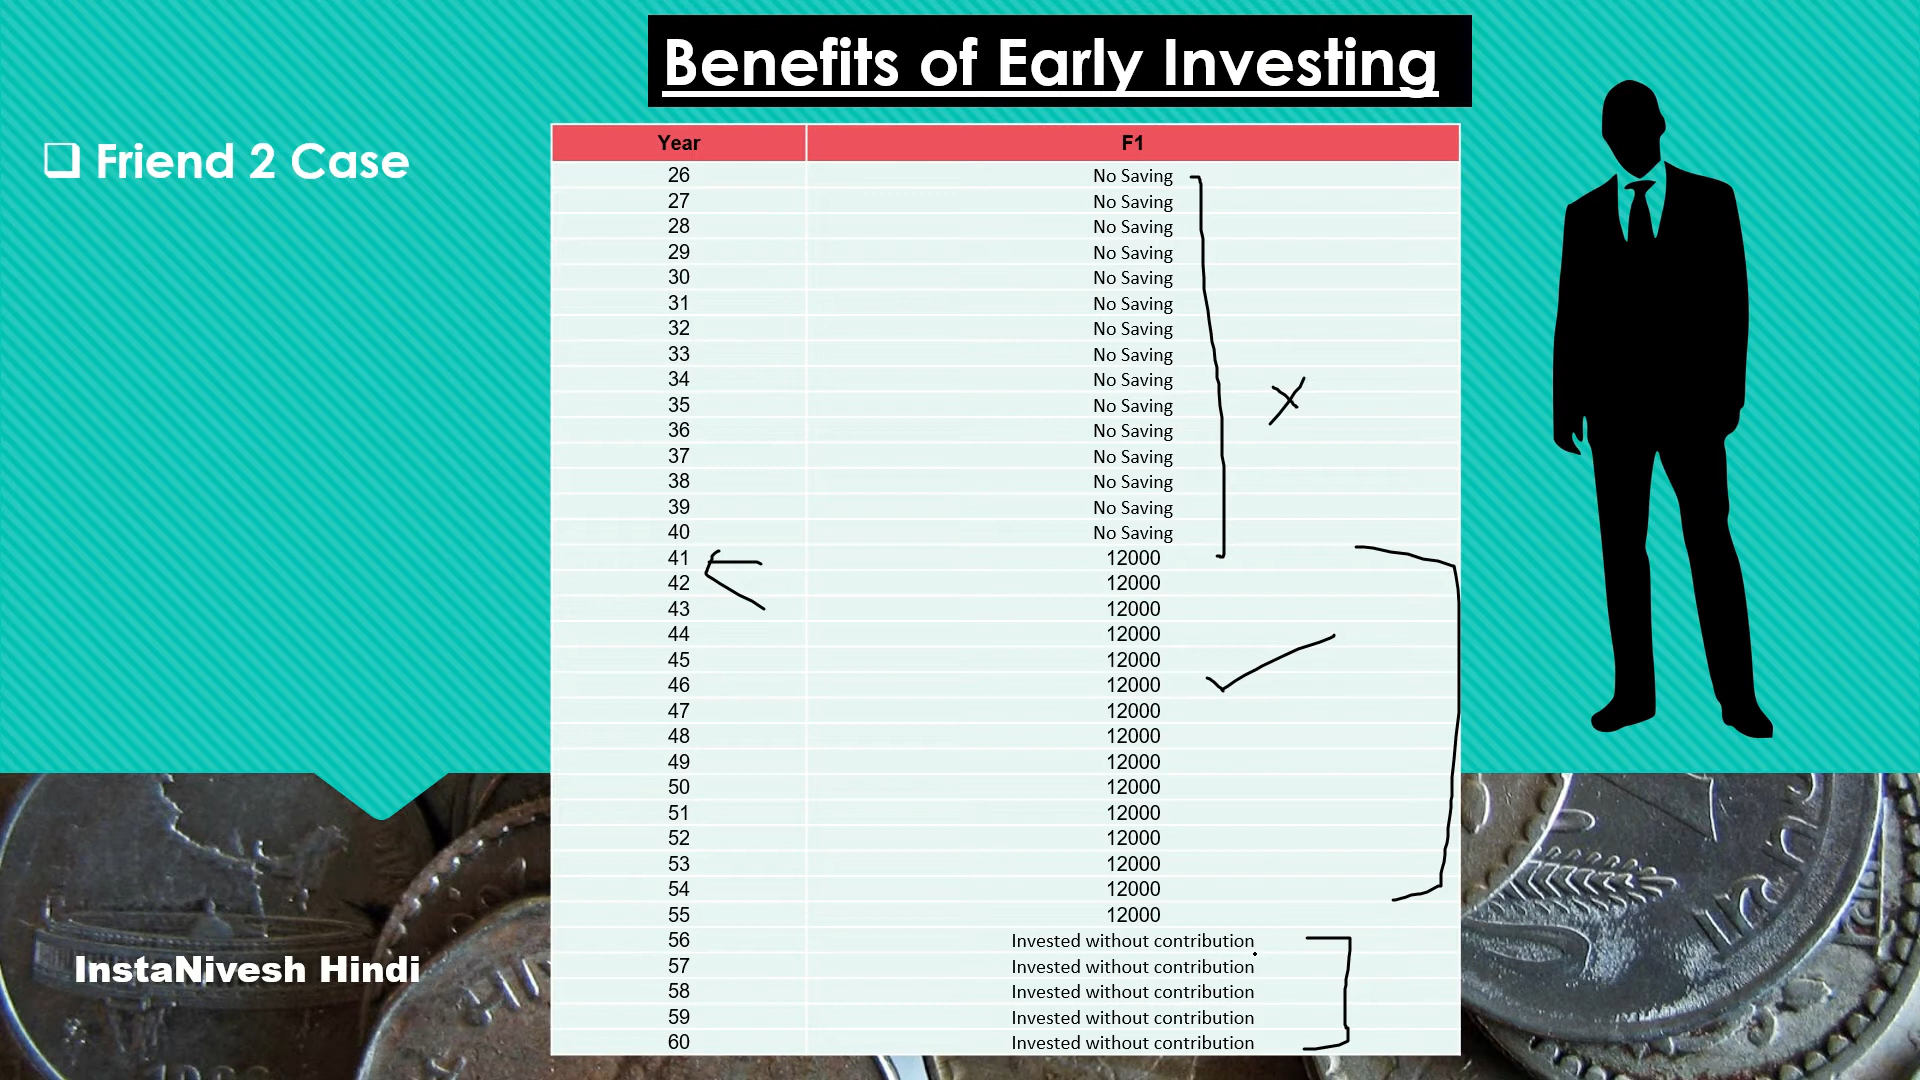 Benefits of Early Investing
Friend 2 Case
Year F1
26 No Saving
27 No Saving
28 No Saving
29 No Saving
30 No Saving
31 No Saving
32 No Saving
33 No Saving
34 No Saving
35 No Saving
36 No Saving
37 No Saving
38 No Saving
39 No Saving
40 No Saving
41 12000
42 12000
43 12000
44 12000
45 12000
46 12000
47 12000
48 12000
49 12000
50 12000
51 12000
52 12000
53 12000
54 12000
55 12000
56 Invested without contribution
57 Invested without contribution
58 Invested without contribution
59 Invested without contribution
60 Invested without contribution
InstaNivesh Hindi